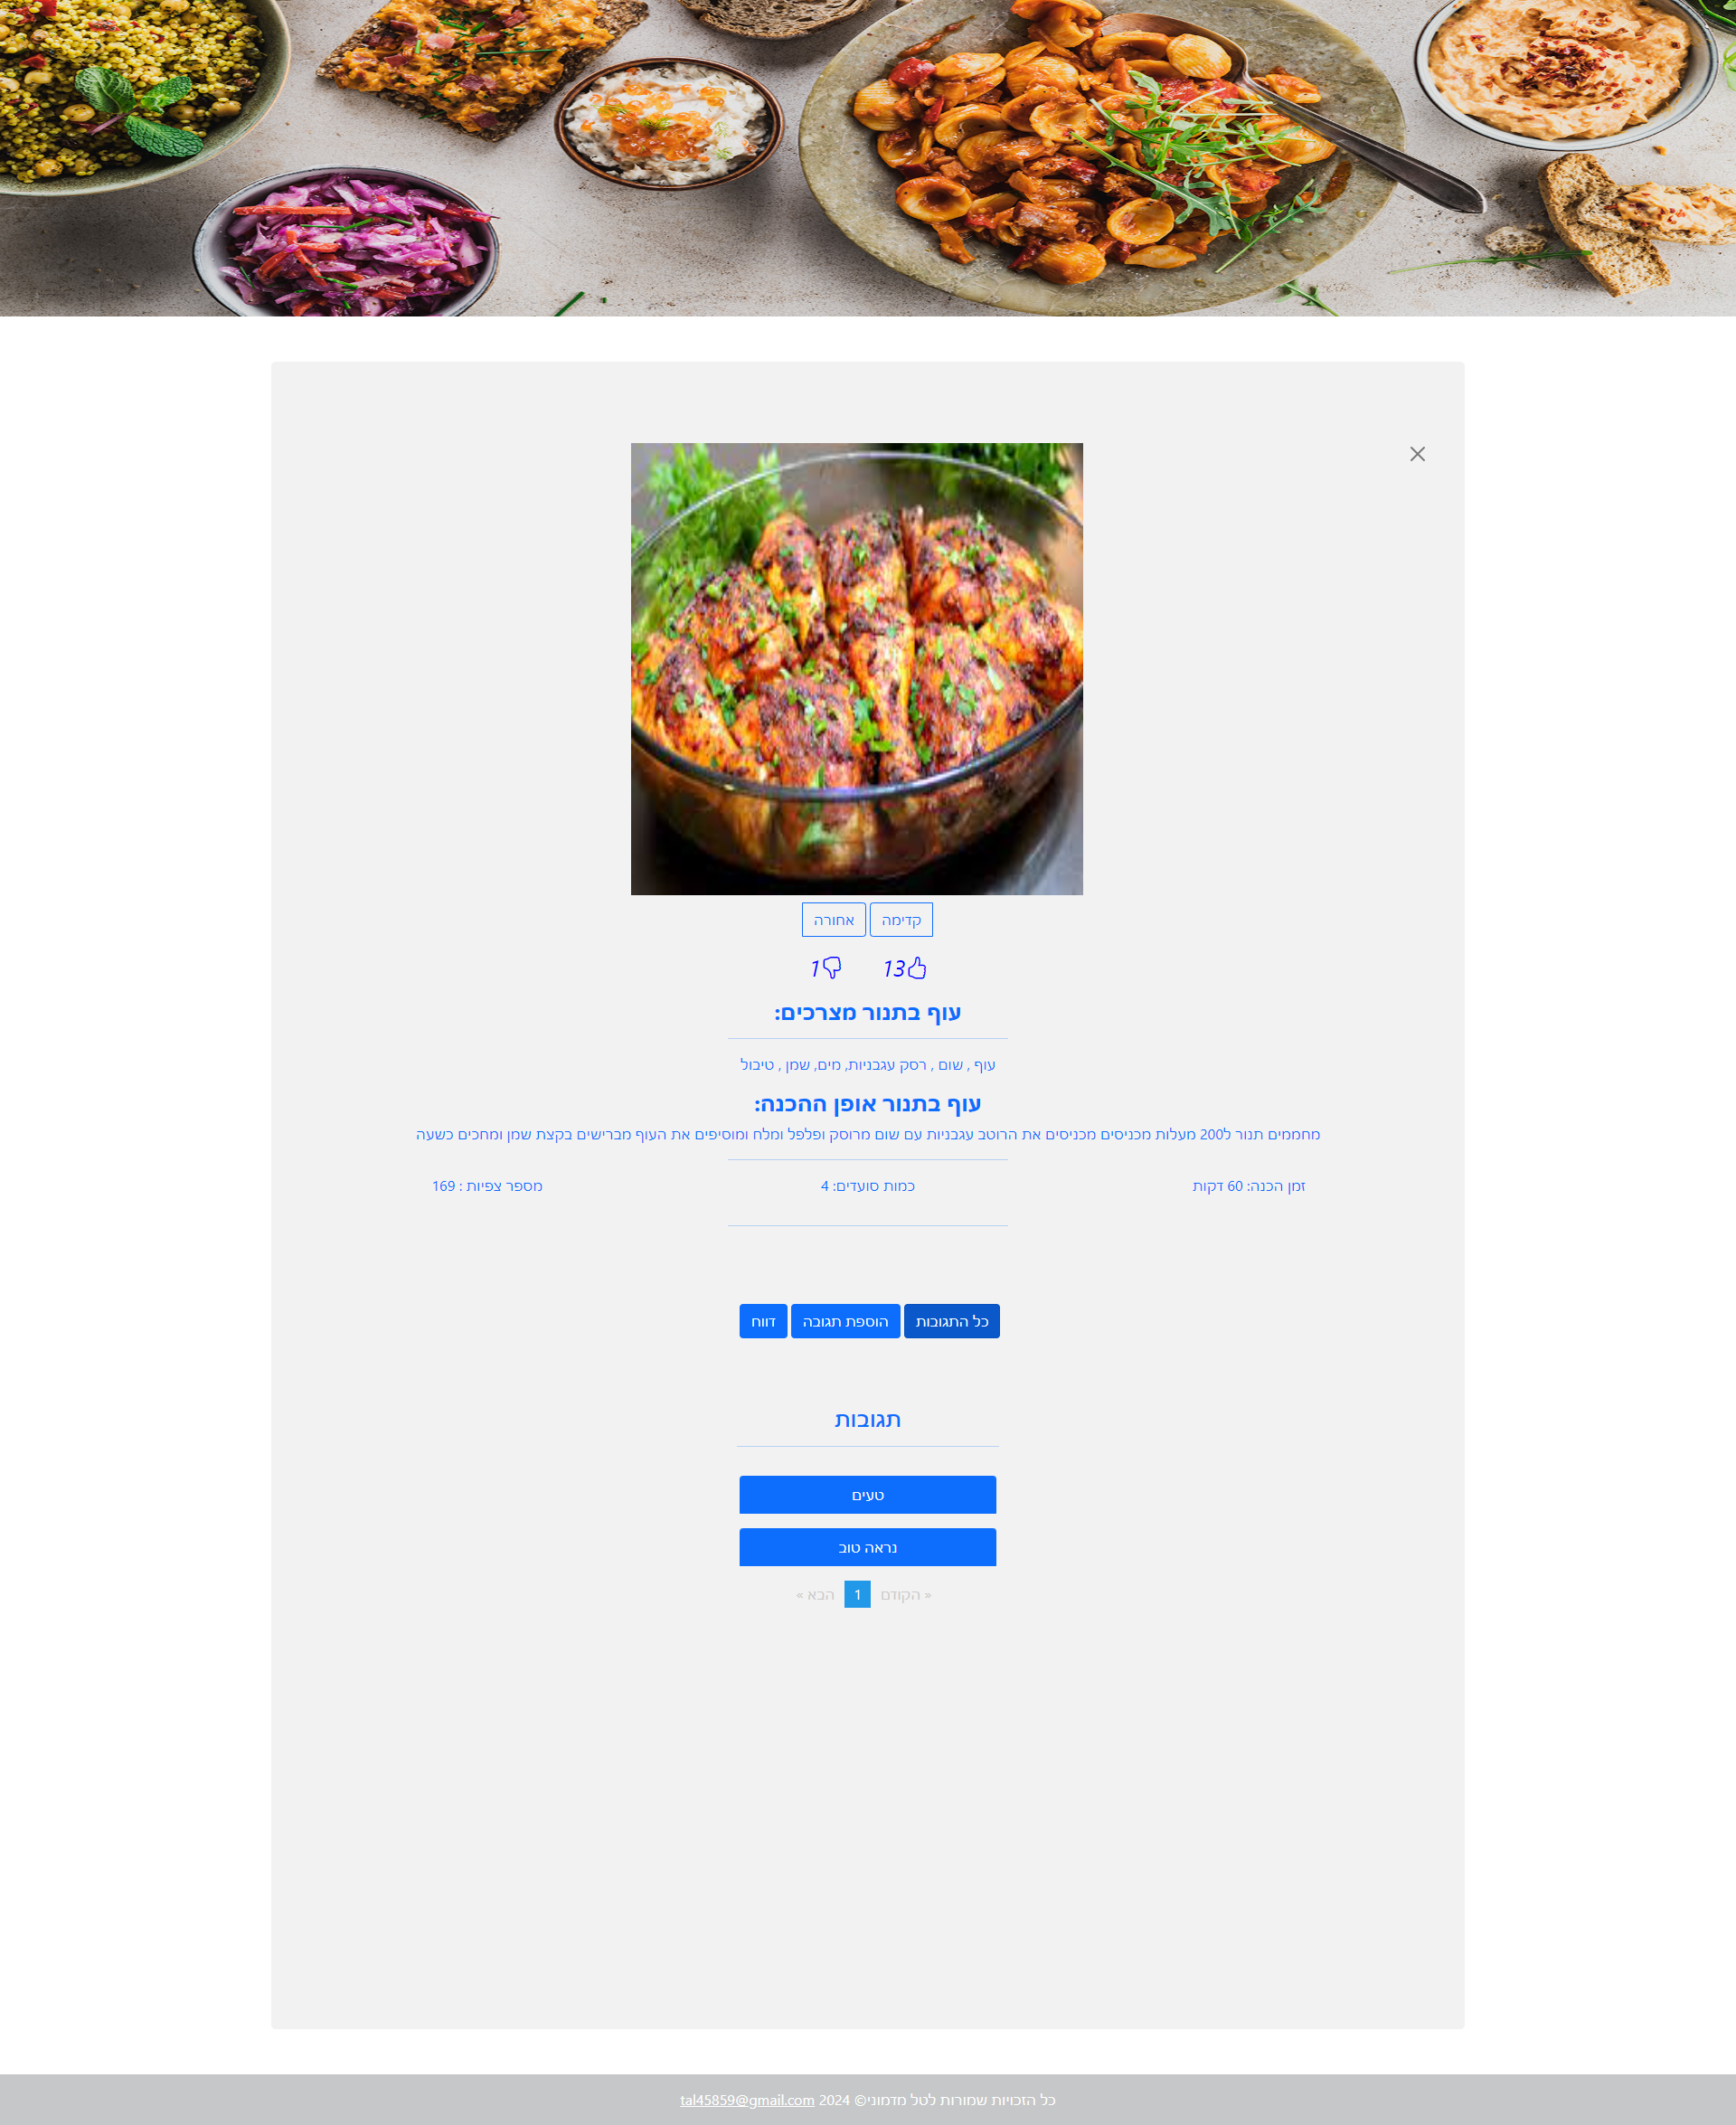 קדימה אחורה
13 1
עוף בתנור מצרכים:
עוף , שום , רסק עגבניות, מים, שמן , טיבול
עוף בתנור אופן ההכנה:
מחממים תנור ל200 מעלות מכניסים מכניסים את הרוטב עגבניות עם שום מרוסק ופלפל ומלח ומוסיפים את העוף מברישים בקצת שמן ומחכים כשעה
זמן הכנה: 60 דקות כמות סועדים: 4 מספר צפיות : 169
כל התגובות הוספת תגובה דווח
תגובות
טעים
נראה טוב
« הקודם 1 הבא »
כל הזכויות שמורות לטל מדמוני© 2024 tal45859@gmail.com